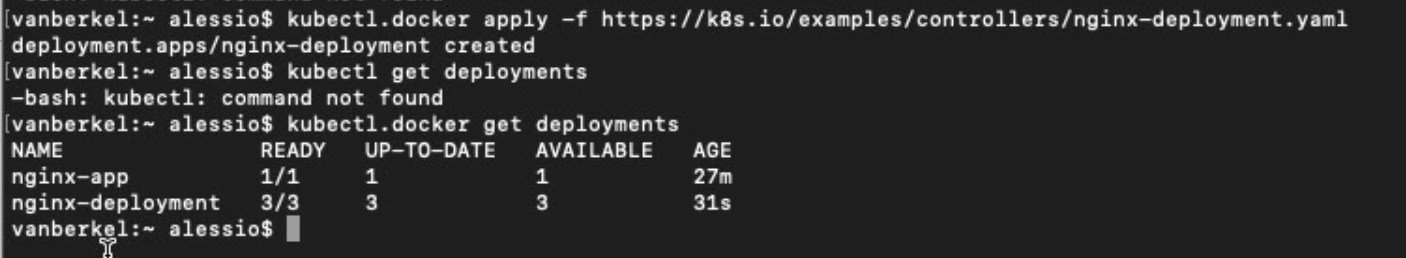 [vanberkel:~ alessio$ kubectl.docker apply -f https://k8s.io/examples/controllers/nginx-deployment.yaml
deployment.apps/nginx-deployment created
[vanberkel:~ alessio$ kubectl get deployments
-bash: kubectl: command not found
[vanberkel:~ alessio$ kubectl.docker get deployments
NAME READY UP-TO-DATE AVAILABLE AGE
nginx-app 1/1 1 1 27m
nginx-deployment 3/3 3 3 31s
vanberkel:~ alessio$